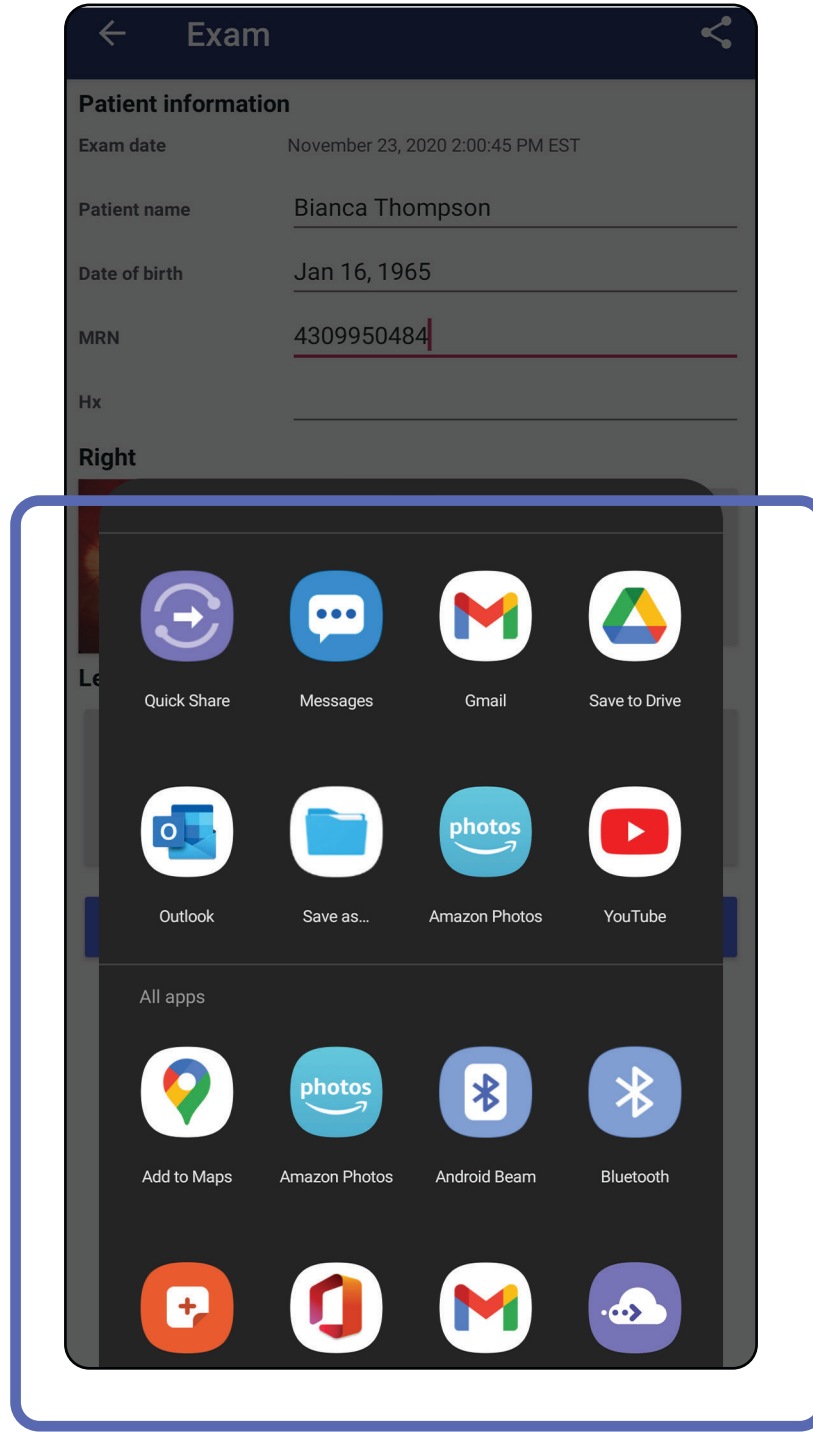 Exam
Patient information
Exam date November 23, 2020 2:00:45 PM EST
Patient name Bianca Thompson
Date of birth Jan 16, 1965
MRN 4309950484
Hx
Right
Le
Quick Share Messages Gmail Save to Drive
O photos
Outlook Save as... Amazon Photos YouTube
All apps
photos
Add to Maps Amazon Photos Android Beam Bluetooth